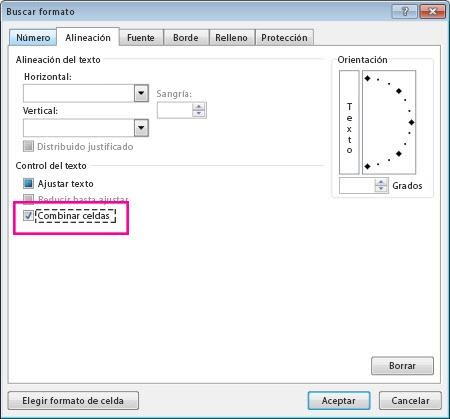 Buscar formato
Número Alineación Fuente Borde Relleno Protección
Alineación del texto
Horizontal:
Sangría:
Vertical:
Distribuido justificado
Control del texto
Ajustar texto
Reducir hasta ajustar
Combinar celdas
Orientación
Texto
Grados
Borrar
Elegir formato de celda Aceptar Cancelar